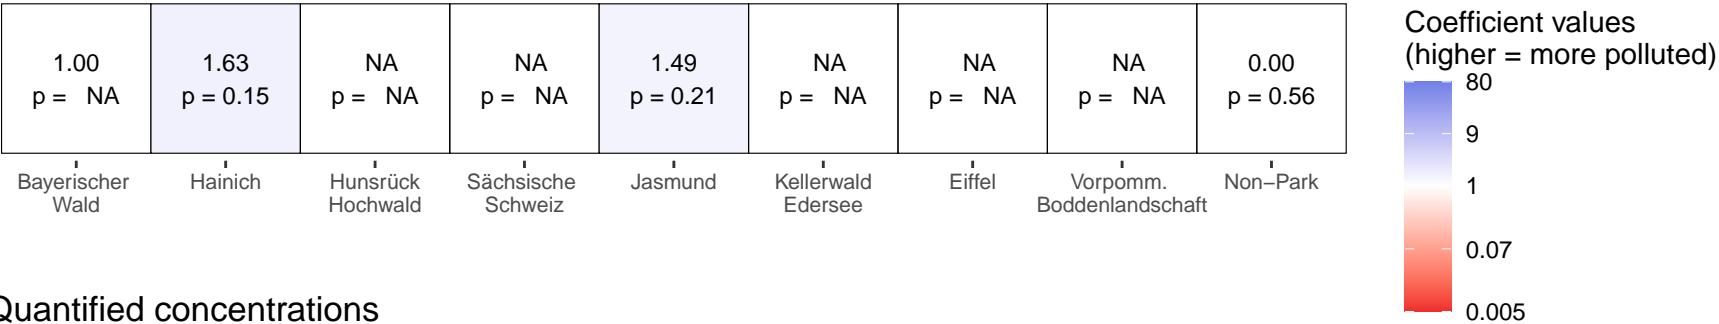 1.00
p = NA
1.63
p = 0.15
NA
p = NA
NA
p = NA
1.49
p = 0.21
NA
p = NA
NA
p = NA
NA
p = NA
0.00
p = 0.56
Bayerischer
Wald
Hainich
Hunsrück
Hochwald
Sächsische
Schweiz
Jasmund
Kellerwald
Edersee
Eiffel
Vorpomm.
Boddenlandschaft
Non−Park
Coefficient values
(higher = more polluted)
80
9
1
0.07
0.005
Quantified concentrations